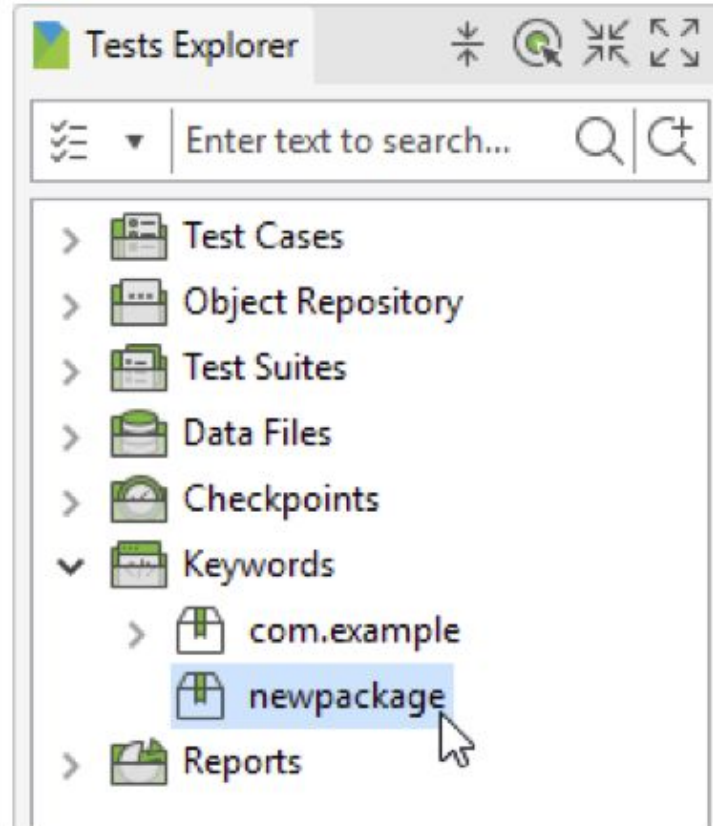 Tests Explorer
Enter text to search...
Test Cases
Object Repository
Test Suites
Data Files
Checkpoints
Keywords
com.example
newpackage
Reports